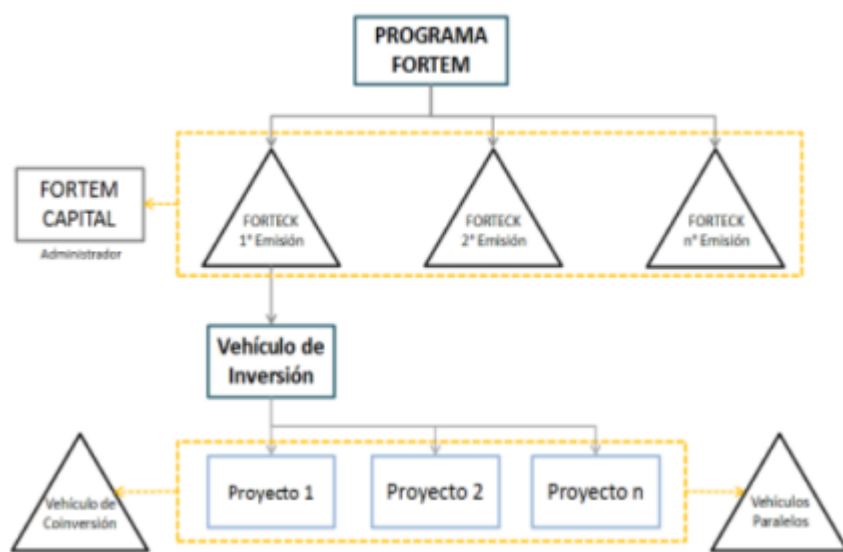 PROGRAMA
FORTEM
FORTEM
CAPITAL
Administrador
FORTECK
1° Emisión
FORTECK
2° Emisión
FORTECK
n° Emisión
Vehículo de
Inversión
Vehículo de
Coinversión
Proyecto 1
Proyecto 2
Proyecto n
Vehículos
Paralelos